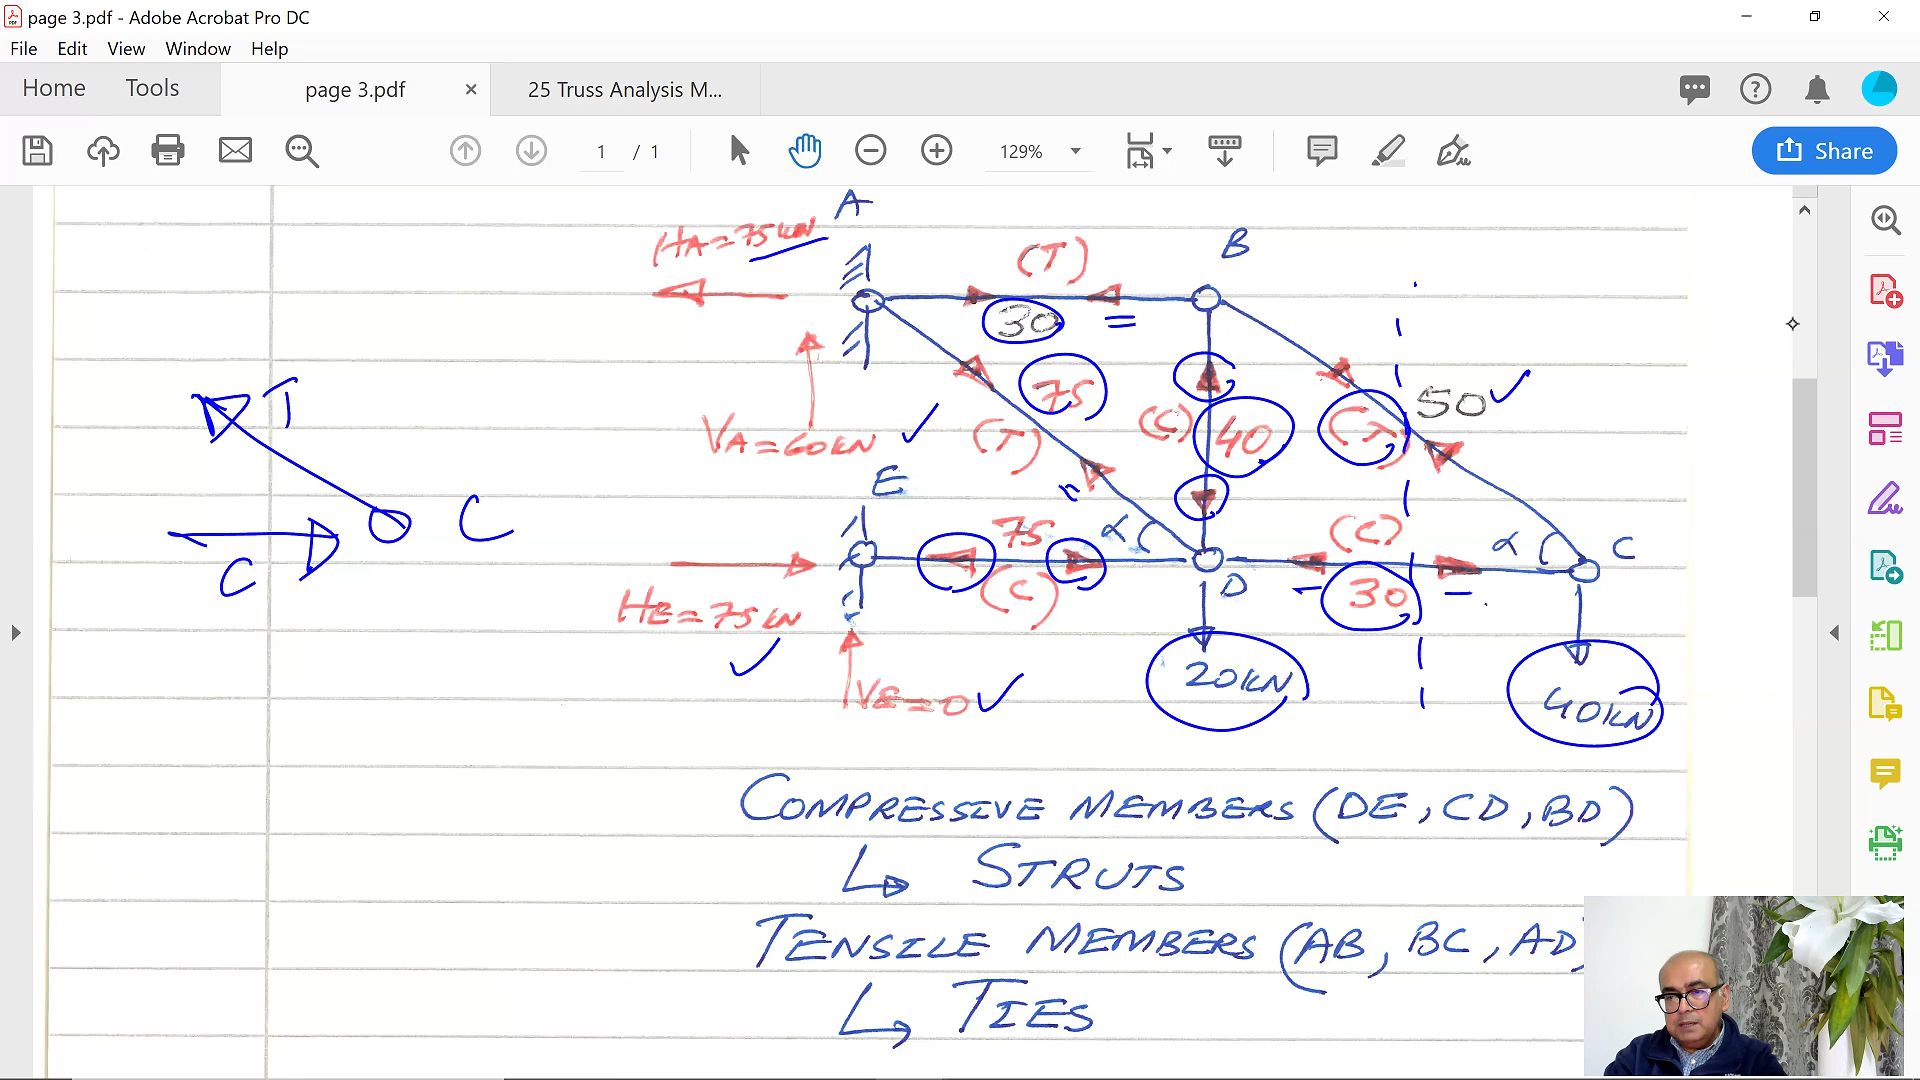 page 3.pdf - Adobe Acrobat Pro DC
File Edit View Window Help
Home Tools page 3.pdf × 25 Truss Analysis M...
1 / 1 129% Share
A
HA = 75KN
(T)
B
30 =
75
50 ✓
T
VA = 60KN ✓
(T)
(C)
40
(T)
E
C
75
α
(C)
α
C
C
(C)
D
30
HE = 75KN
✓
20KN
VE = 0 ✓
40KN
COMPRESSIVE MEMBERS (DE, CD, BD)
↳ STRUTS
TENSILE MEMBERS (AB, BC, AD)
↳ TIES